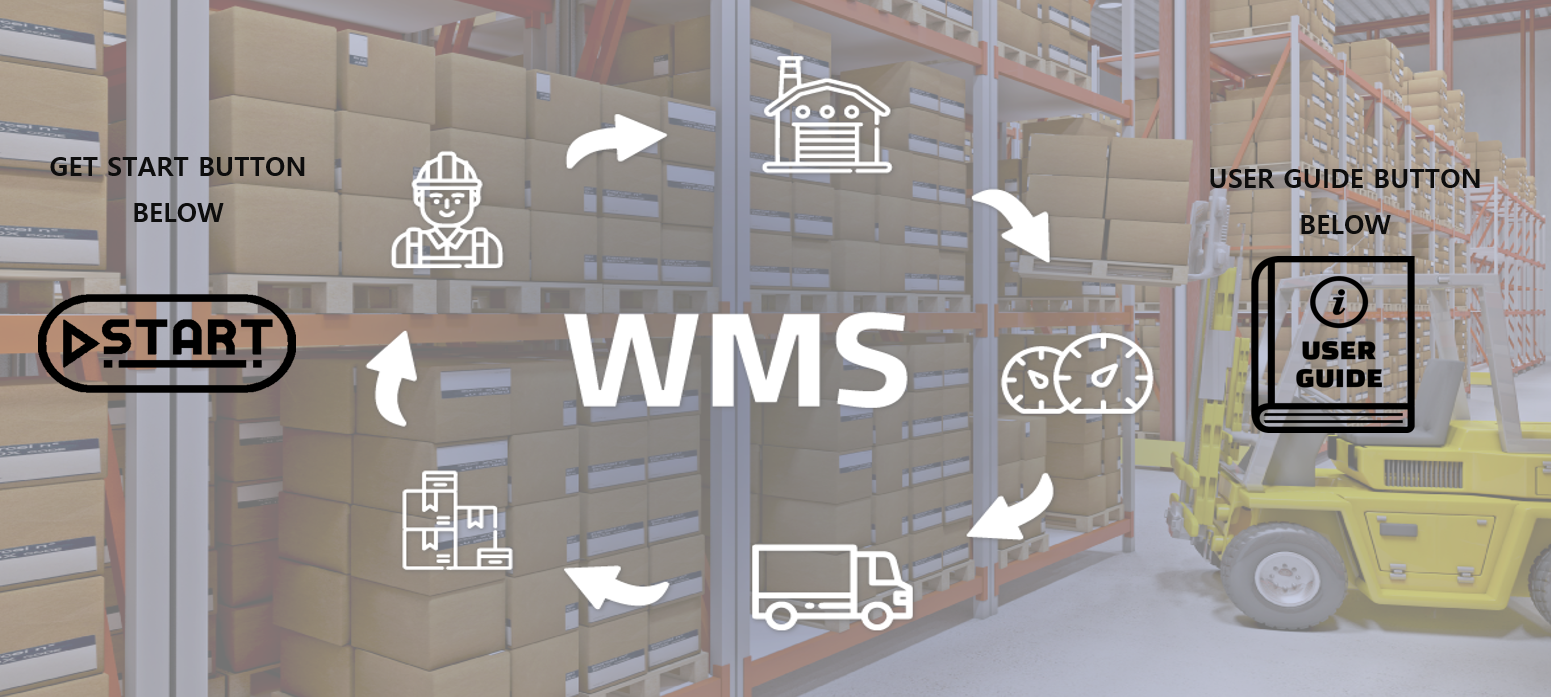 GET START BUTTON
BELOW
START
WMS
USER GUIDE BUTTON
BELOW
i
USER
GUIDE